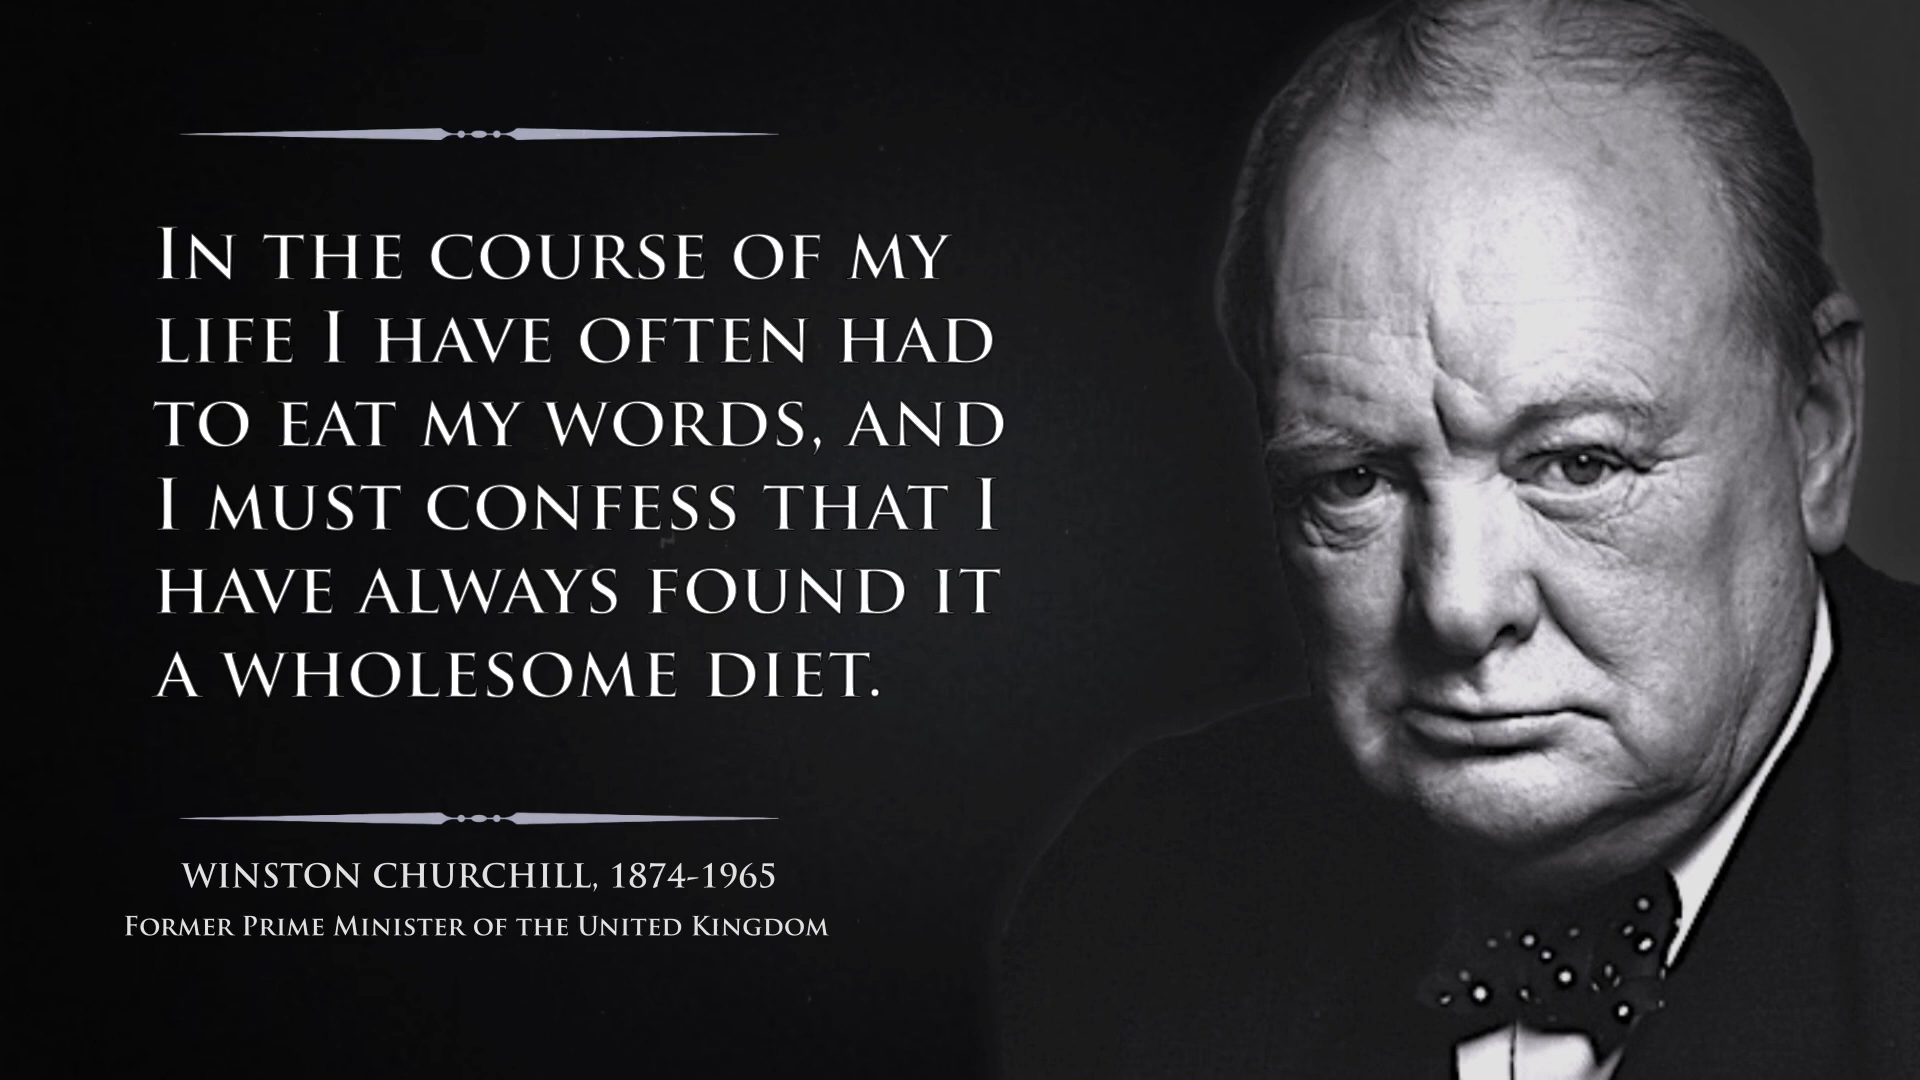 In the course of my
life I have often had
to eat my words, and
I must confess that I
have always found it
a wholesome diet.
WINSTON CHURCHILL, 1874-1965
Former Prime Minister of the United Kingdom